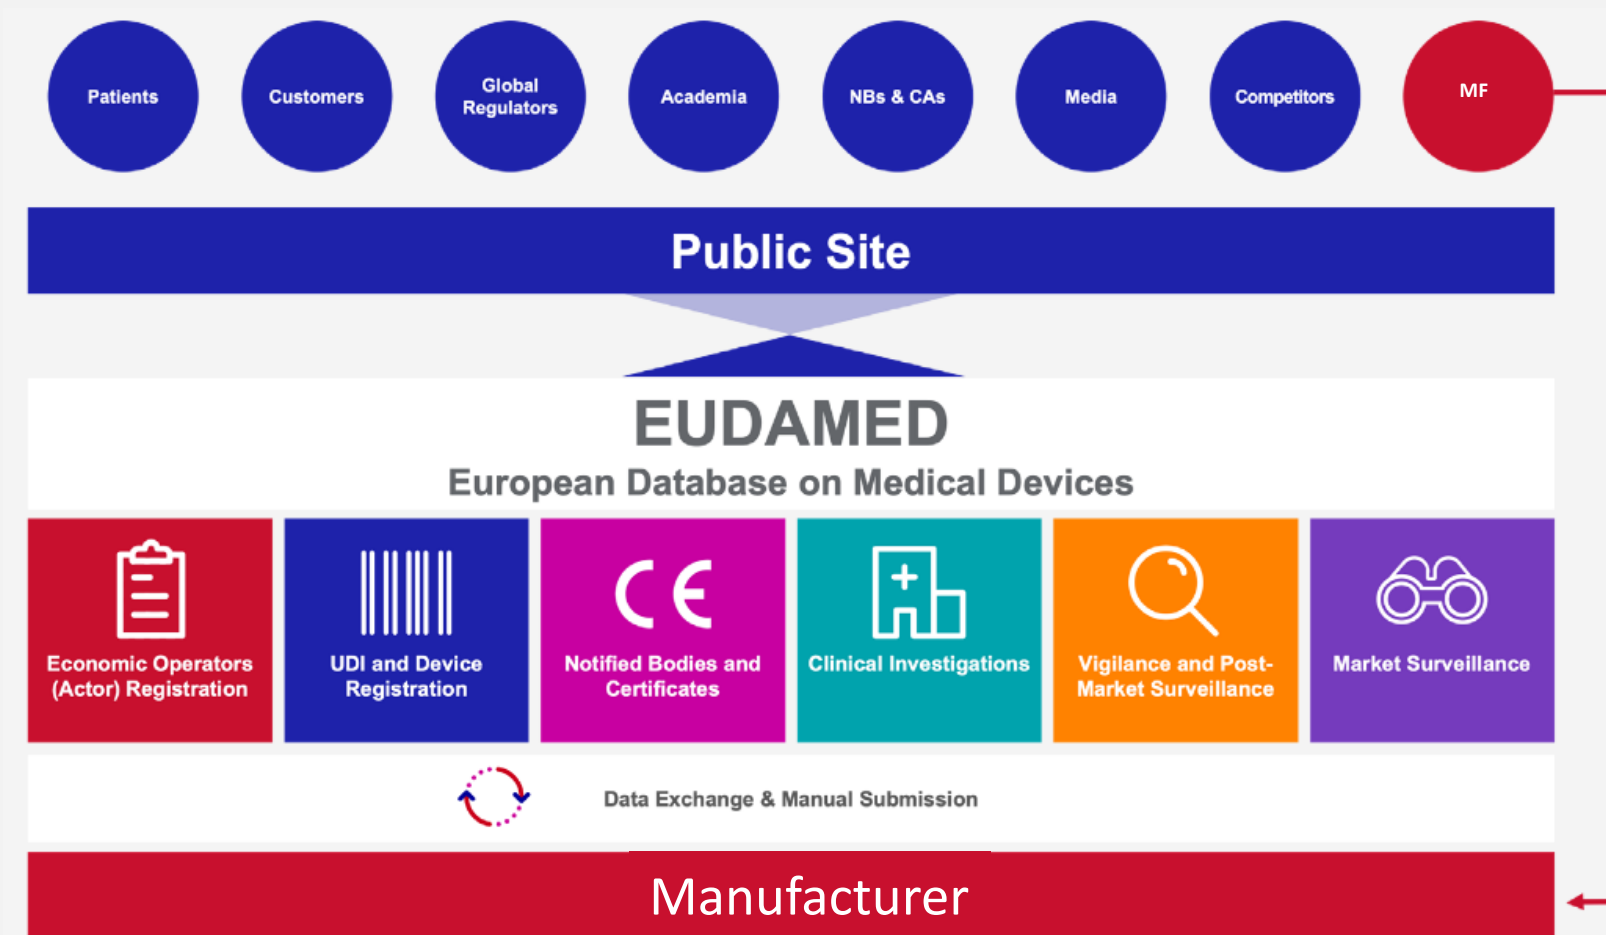 Patients
Customers
Global
Regulators
Academia
NBs & CAs
Media
Competitors
MF
Public Site
EUDAMED
European Database on Medical Devices
Economic Operators
(Actor) Registration
UDI and Device
Registration
CE
Notified Bodies and
Certificates
Clinical Investigations
Vigilance and Post-
Market Surveillance
Market Surveillance
Data Exchange & Manual Submission
Manufacturer